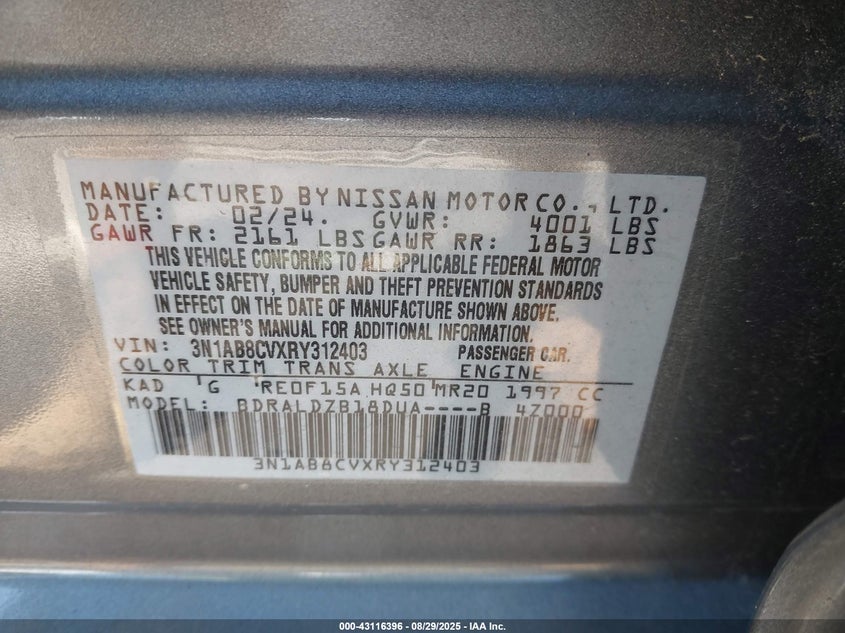 MANUFACTURED BY NISSAN MOTOR CO., LTD.
DATE: 02/24. GVWR: 4001 LBS
GAWR FR: 2161 LBS GAWR RR: 1863 LBS
THIS VEHICLE CONFORMS TO ALL APPLICABLE FEDERAL MOTOR
VEHICLE SAFETY, BUMPER AND THEFT PREVENTION STANDARDS
IN EFFECT ON THE DATE OF MANUFACTURE SHOWN ABOVE.
SEE OWNER'S MANUAL FOR ADDITIONAL INFORMATION.
VIN: 3N1AB8CVXRY312403 PASSENGER CAR.
COLOR TRIM TRANS AXLE ENGINE
KAD G RE0F15A HQ50 MR20 1997 CC
MODEL: BDRALDZB18DUA----B 4Z000
3N1AB8CVXRY312403
000-43116396 - 08/29/2025 - IAA Inc.